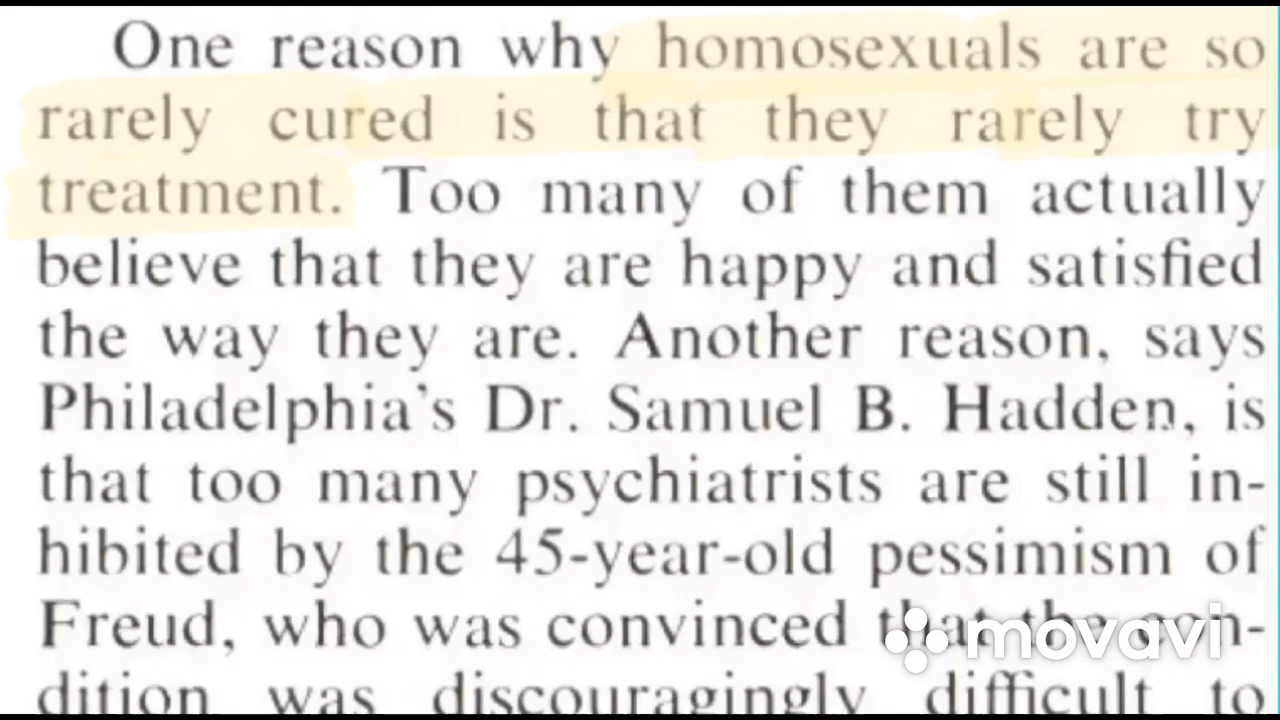 One reason why homosexuals are so
rarely cured is that they rarely try
treatment. Too many of them actually
believe that they are happy and satisfied
the way they are. Another reason, says
Philadelphia's Dr. Samuel B. Hadden, is
that too many psychiatrists are still in-
hibited by the 45-year-old pessimism of
Freud, who was convinced that the con-
dition was discouragingly difficult to
movavi